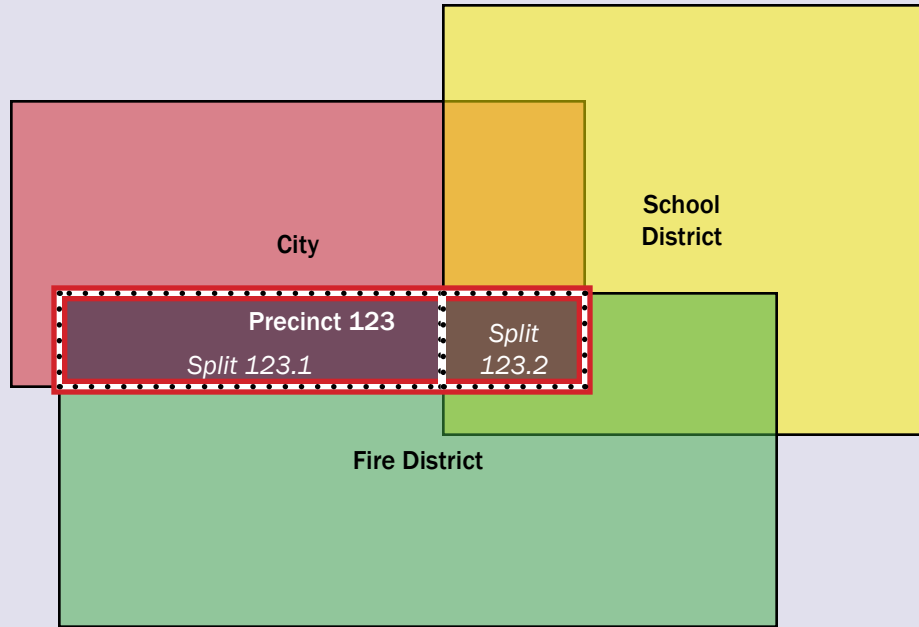 School
District
City
Precinct 123
Split 123.1
Split
123.2
Fire District